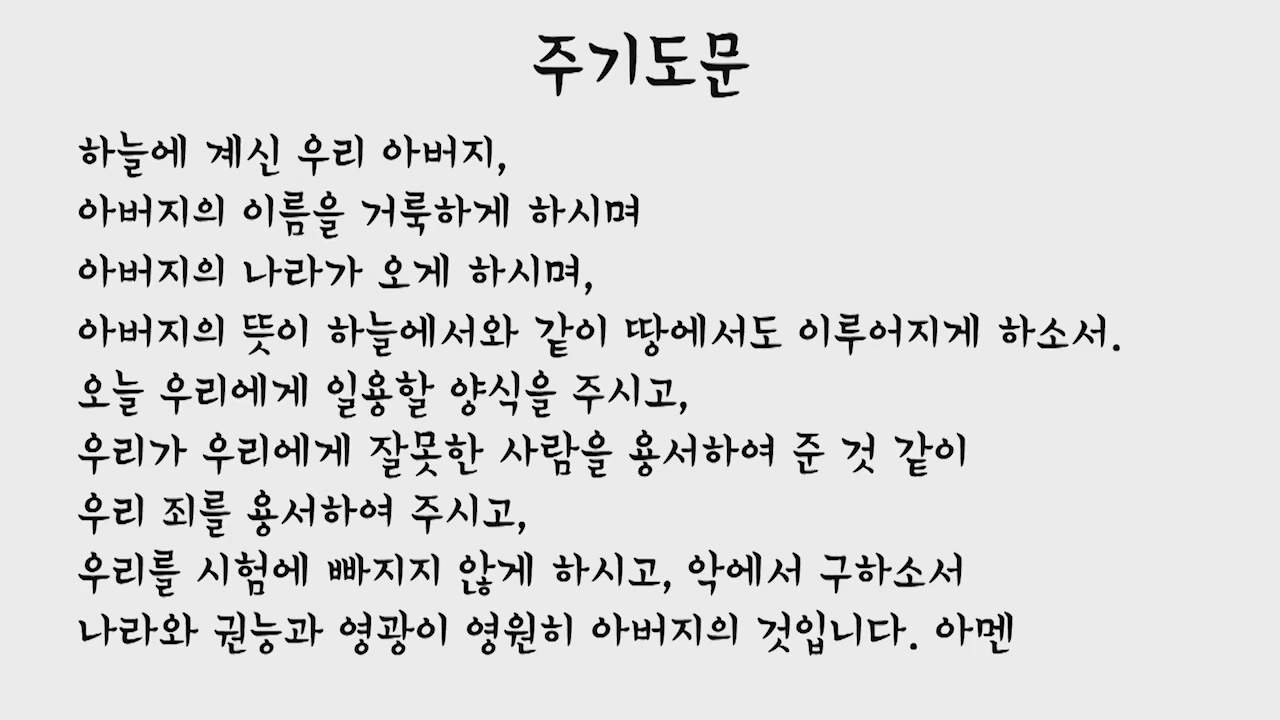 주기도문
하늘에 계신 우리 아버지,
아버지의 이름을 거룩하게 하시며
아버지의 나라가 오게 하시며,
아버지의 뜻이 하늘에서와 같이 땅에서도 이루어지게 하소서.
오늘 우리에게 일용할 양식을 주시고,
우리가 우리에게 잘못한 사람을 용서하여 준 것 같이
우리 죄를 용서하여 주시고,
우리를 시험에 빠지지 않게 하시고, 악에서 구하소서
나라와 권능과 영광이 영원히 아버지의 것입니다. 아멘